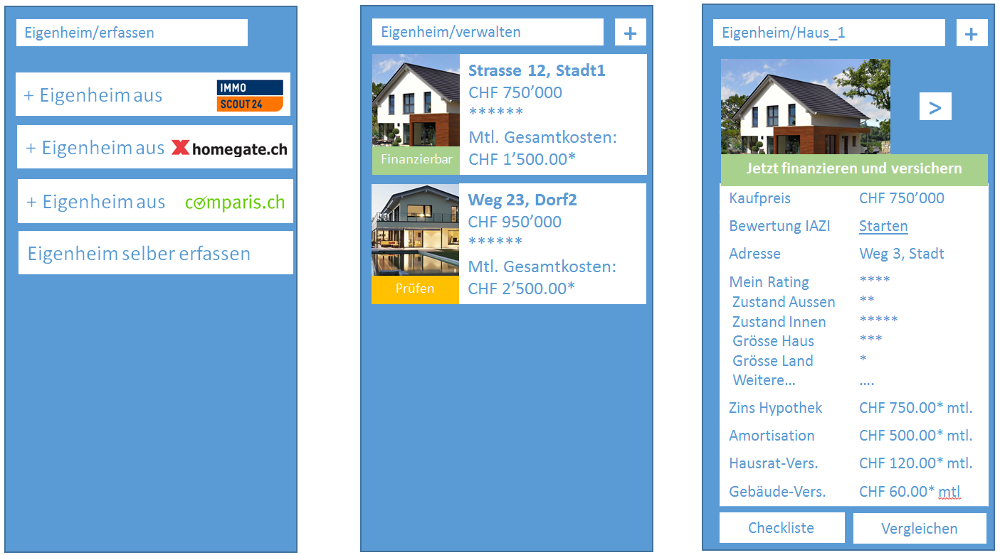 Eigenheim/erfassen
+ Eigenheim aus IMMO
SCOUT24
+ Eigenheim aus homegate.ch
+ Eigenheim aus comparis.ch
Eigenheim selber erfassen
Eigenheim/verwalten +
Strasse 12, Stadt1
CHF 750’000
******
Mtl. Gesamtkosten:
CHF 1’500.00*
Finanzierbar
Weg 23, Dorf2
CHF 950’000
******
Mtl. Gesamtkosten:
CHF 2’500.00*
Prüfen
Eigenheim/Haus_1 +
>
Jetzt finanzieren und versichern
Kaufpreis CHF 750’000
Bewertung IAZI Starten
Adresse Weg 3, Stadt
Mein Rating ****
Zustand Aussen **
Zustand Innen *****
Grösse Haus ***
Grösse Land *
Weitere... ....
Zins Hypothek CHF 750.00* mtl.
Amortisation CHF 500.00* mtl.
Hausrat-Vers. CHF 120.00* mtl.
Gebäude-Vers. CHF 60.00* mtl
Checkliste Vergleichen